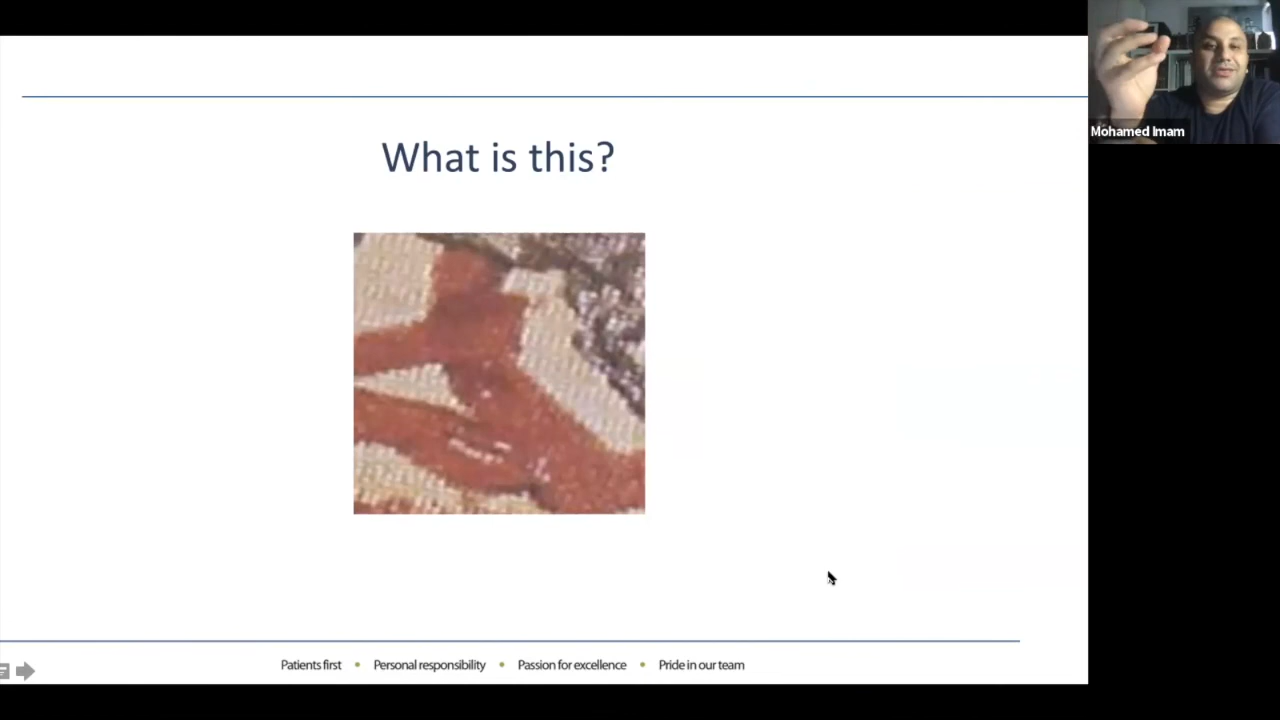 Mohamed Imam
What is this?
Patients first • Personal responsibility • Passion for excellence • Pride in our team